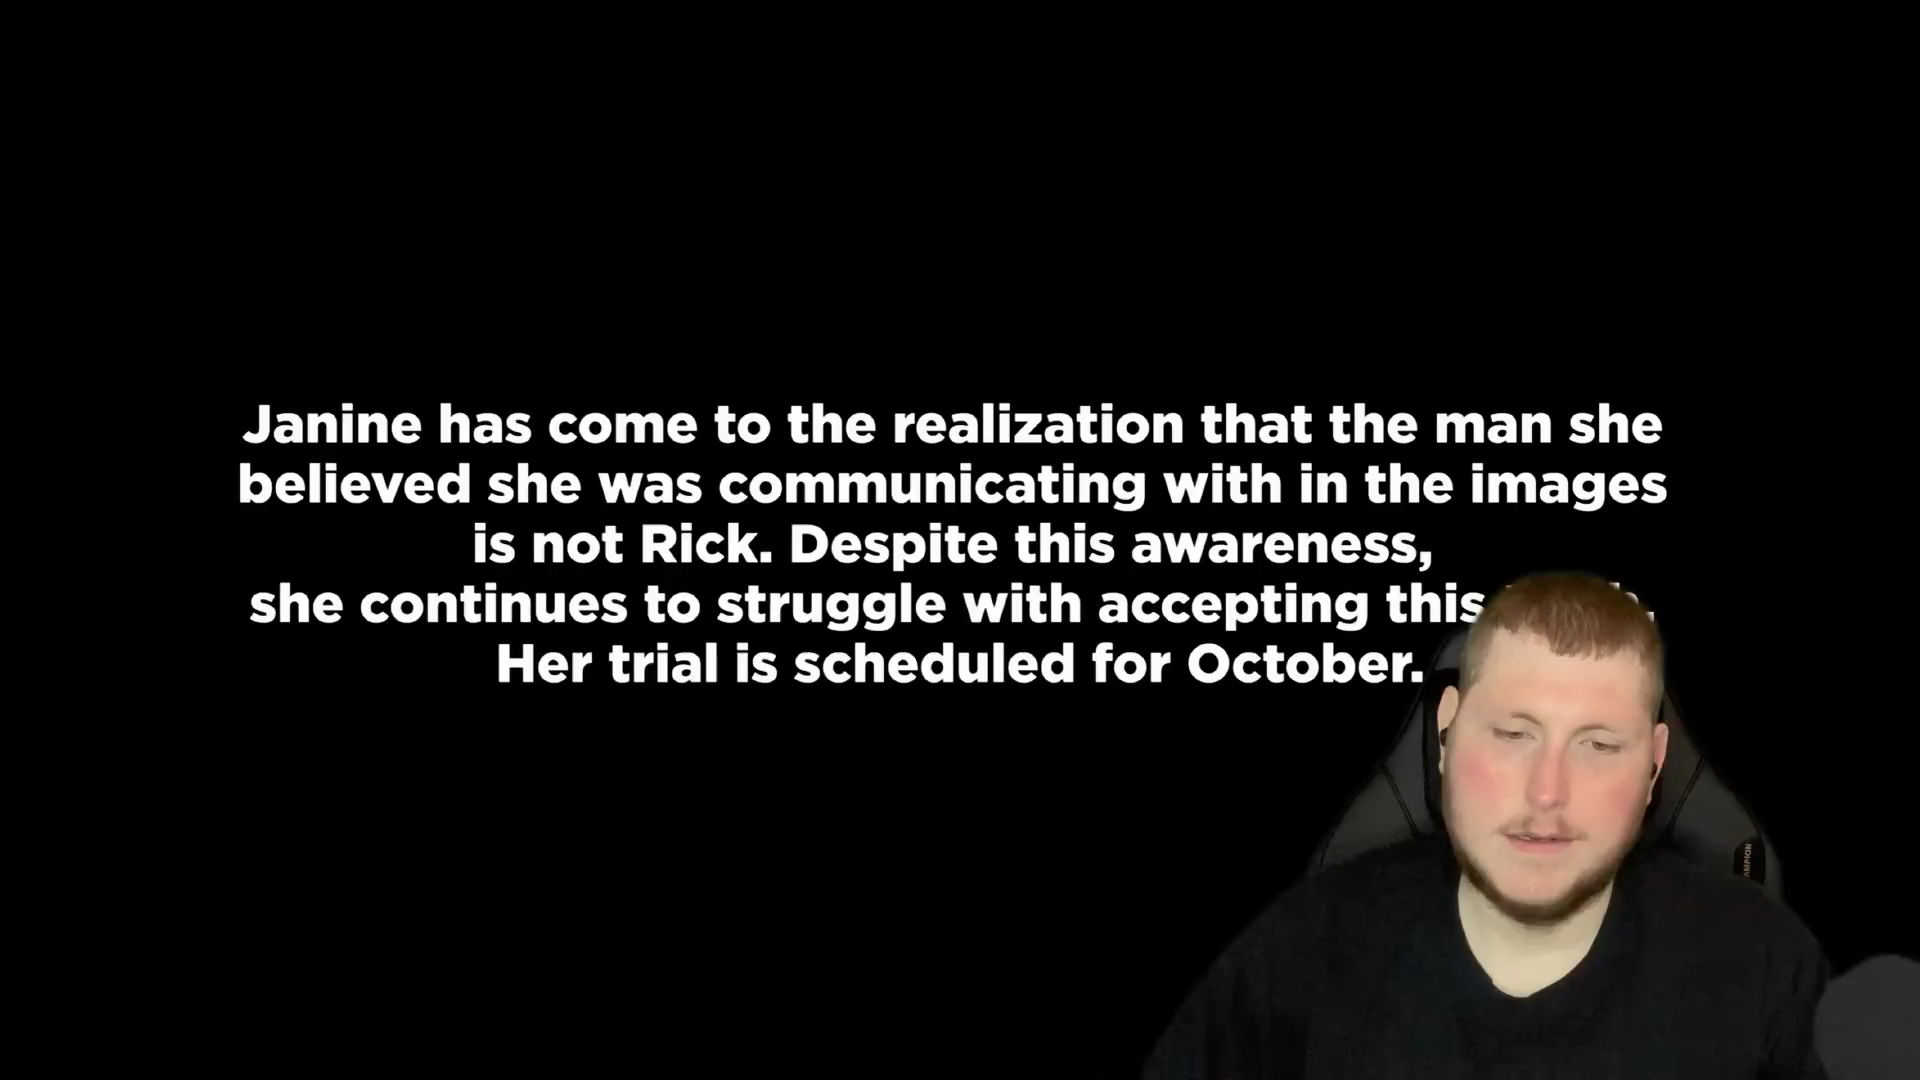 Janine has come to the realization that the man she
believed she was communicating with in the images
is not Rick. Despite this awareness,
she continues to struggle with accepting this
Her trial is scheduled for October.
AMPION